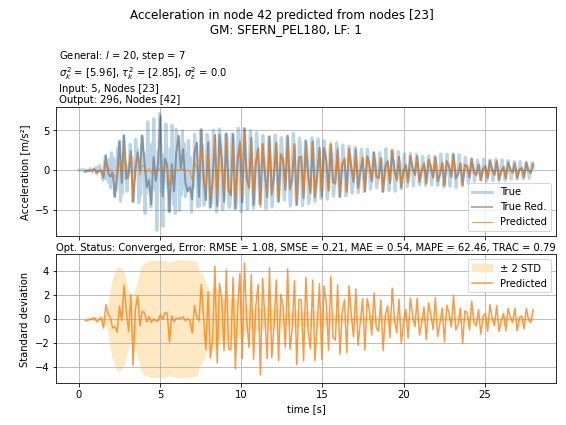 Acceleration in node 42 predicted from nodes [23]
GM: SFERN_PEL180, LF: 1
General: l = 20, step = 7
σ²ₖ = [5.96], τ²ₖ = [2.85], σ²ε = 0.0
Input: 5, Nodes [23]
Output: 296, Nodes [42]
Acceleration [m/s²]
5
0
−5
True
True Red.
Predicted
Opt. Status: Converged, Error: RMSE = 1.08, SMSE = 0.21, MAE = 0.54, MAPE = 62.46, TRAC = 0.79
Standard deviation
4
2
0
−2
−4
± 2 STD
Predicted
0 5 10 15 20 25
time [s]